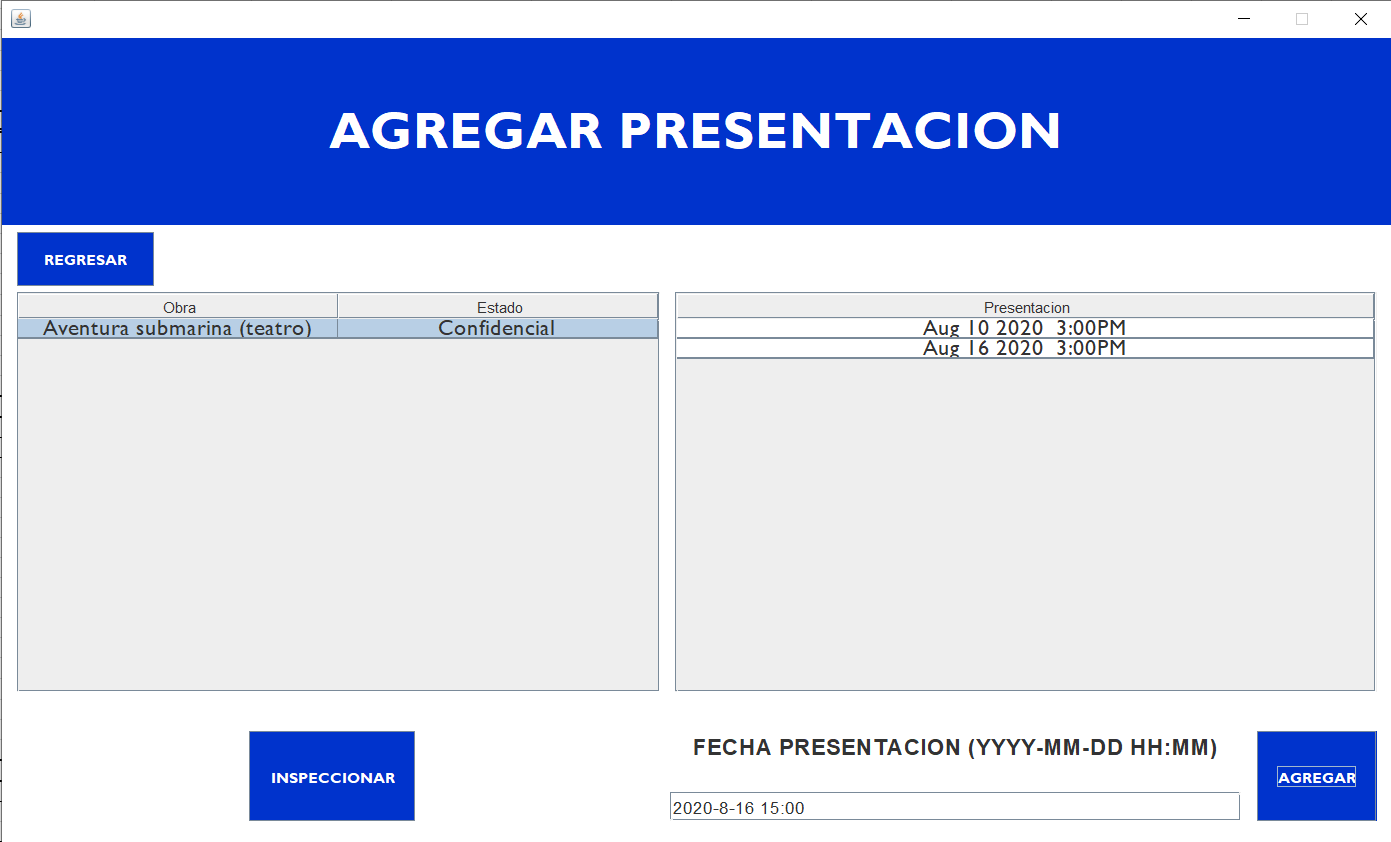 AGREGAR PRESENTACION
REGRESAR
Obra Estado
Aventura submarina (teatro) Confidencial
Presentacion
Aug 10 2020 3:00PM
Aug 16 2020 3:00PM
INSPECCIONAR
FECHA PRESENTACION (YYYY-MM-DD HH:MM)
2020-8-16 15:00
AGREGAR